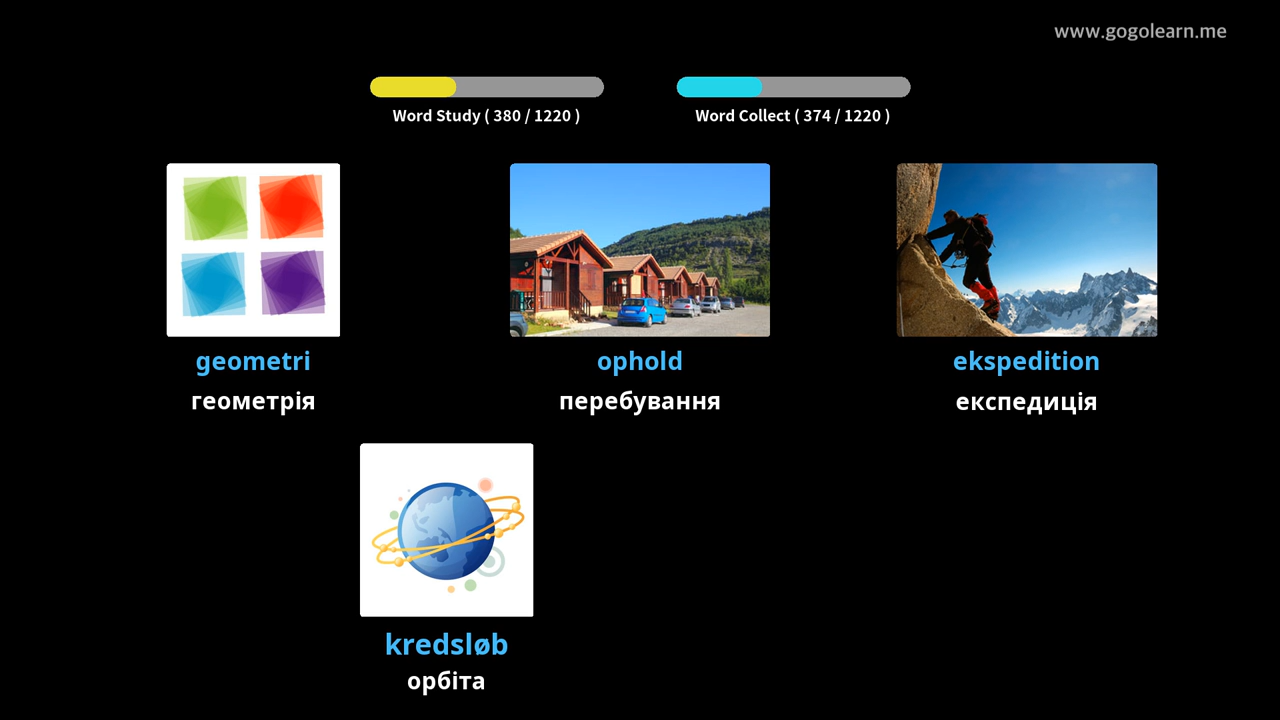 www.gogolearn.me
Word Study ( 380 / 1220 )
Word Collect ( 374 / 1220 )
geometri
геометрія
ophold
перебування
ekspedition
експедиція
kredsløb
орбіта